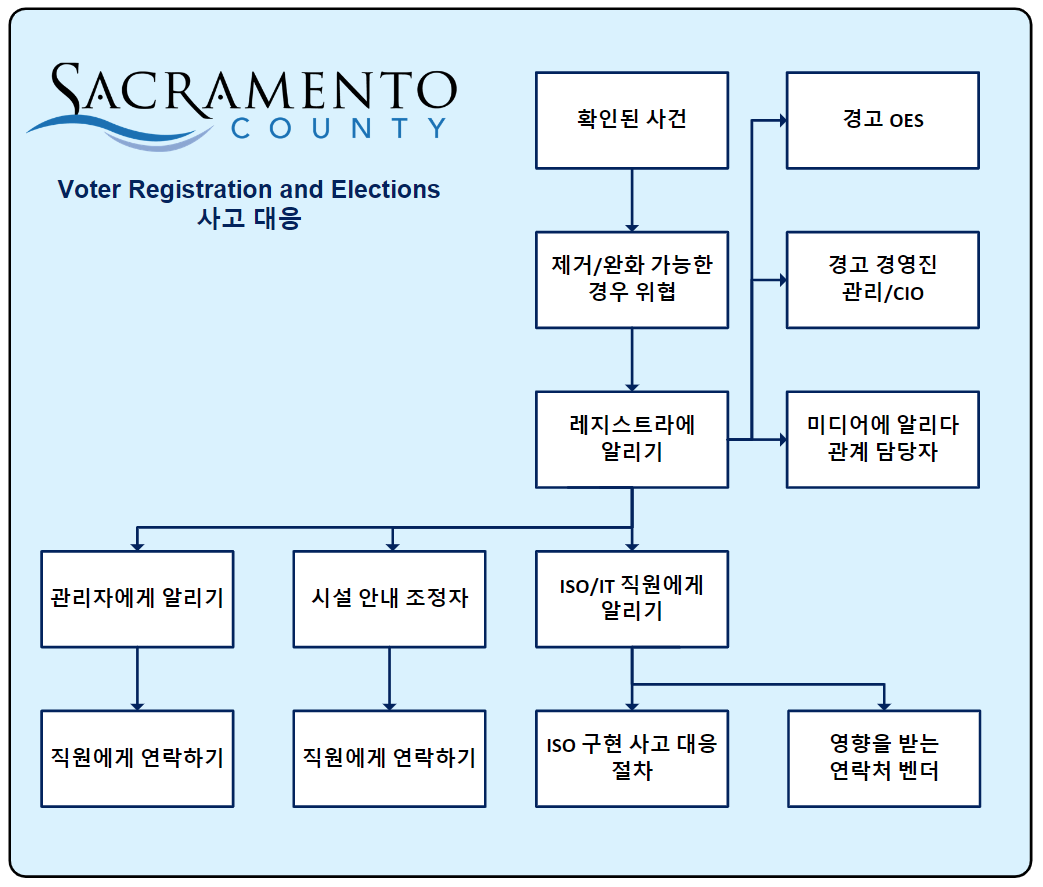 SACRAMENTO
COUNTY
Voter Registration and Elections
사고 대응
확인된 사건
경고 OES
제거/완화 가능한
경우 위협
경고 경영진
관리/CIO
레지스트라에
알리기
미디어에 알리다
관계 담당자
관리자에게 알리기
시설 안내 조정자
ISO/IT 직원에게
알리기
직원에게 연락하기
직원에게 연락하기
ISO 구현 사고 대응
절차
영향을 받는
연락처 벤더